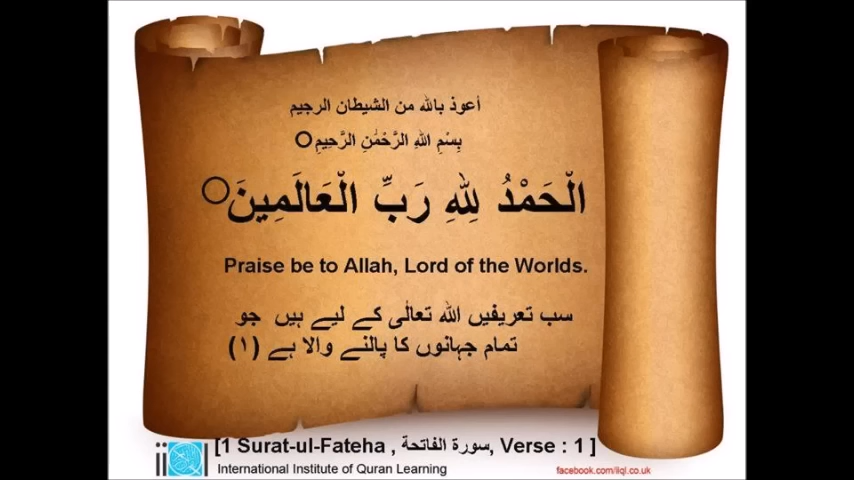 أعوذ بالله من الشيطان الرجيم
بِسْمِ اللهِ الرَّحْمٰنِ الرَّحِيمِ
الْحَمْدُ لِلّٰهِ رَبِّ الْعَالَمِينَ
Praise be to Allah, Lord of the Worlds.
سب تعریفیں اللہ تعالٰی کے لیے ہیں جو
تمام جہانوں کا پالنے والا ہے (۱)
[1 Surat-ul-Fateha , سورة الفاتحة, Verse : 1 ]
iiql
International Institute of Quran Learning
facebook.com/iiql.co.uk